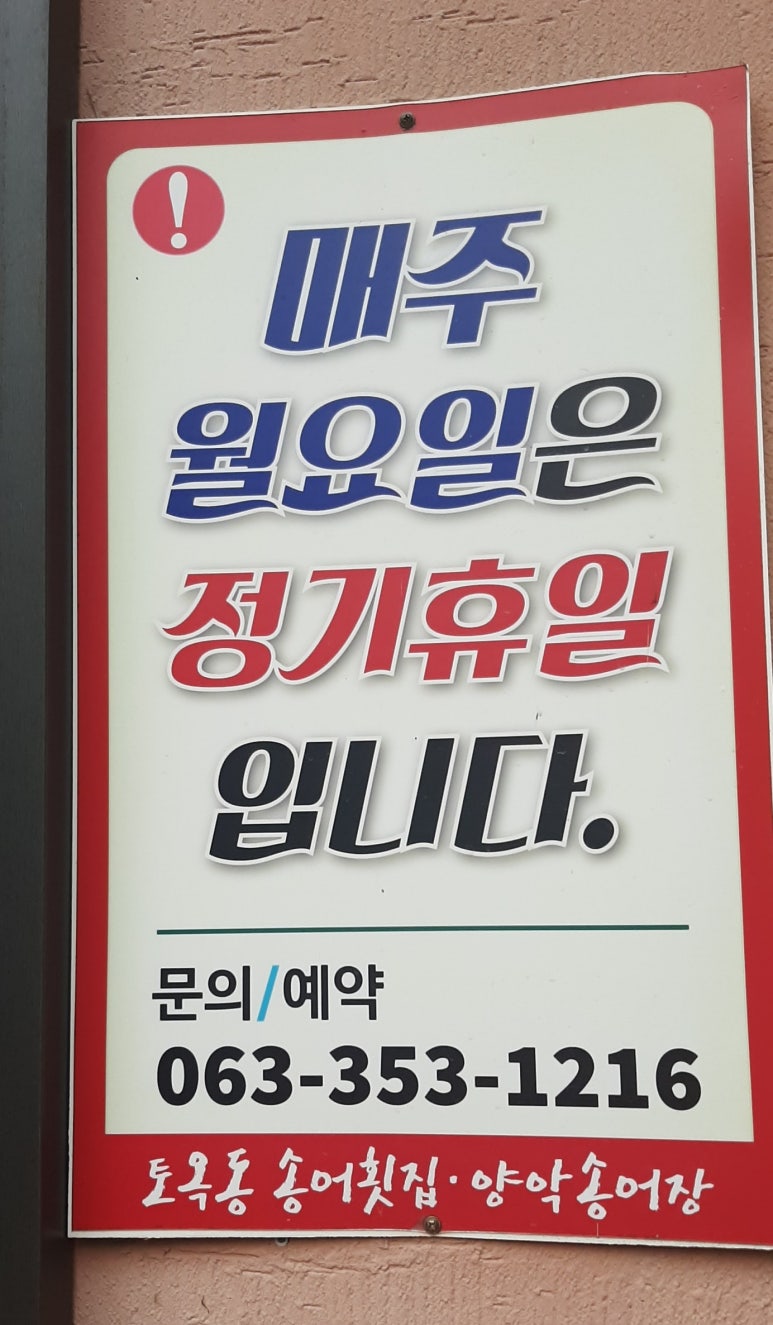 매주
월요일은
정기휴일
입니다.
문의/예약
063-353-1216
토옥동 송어횟집·양악송어장